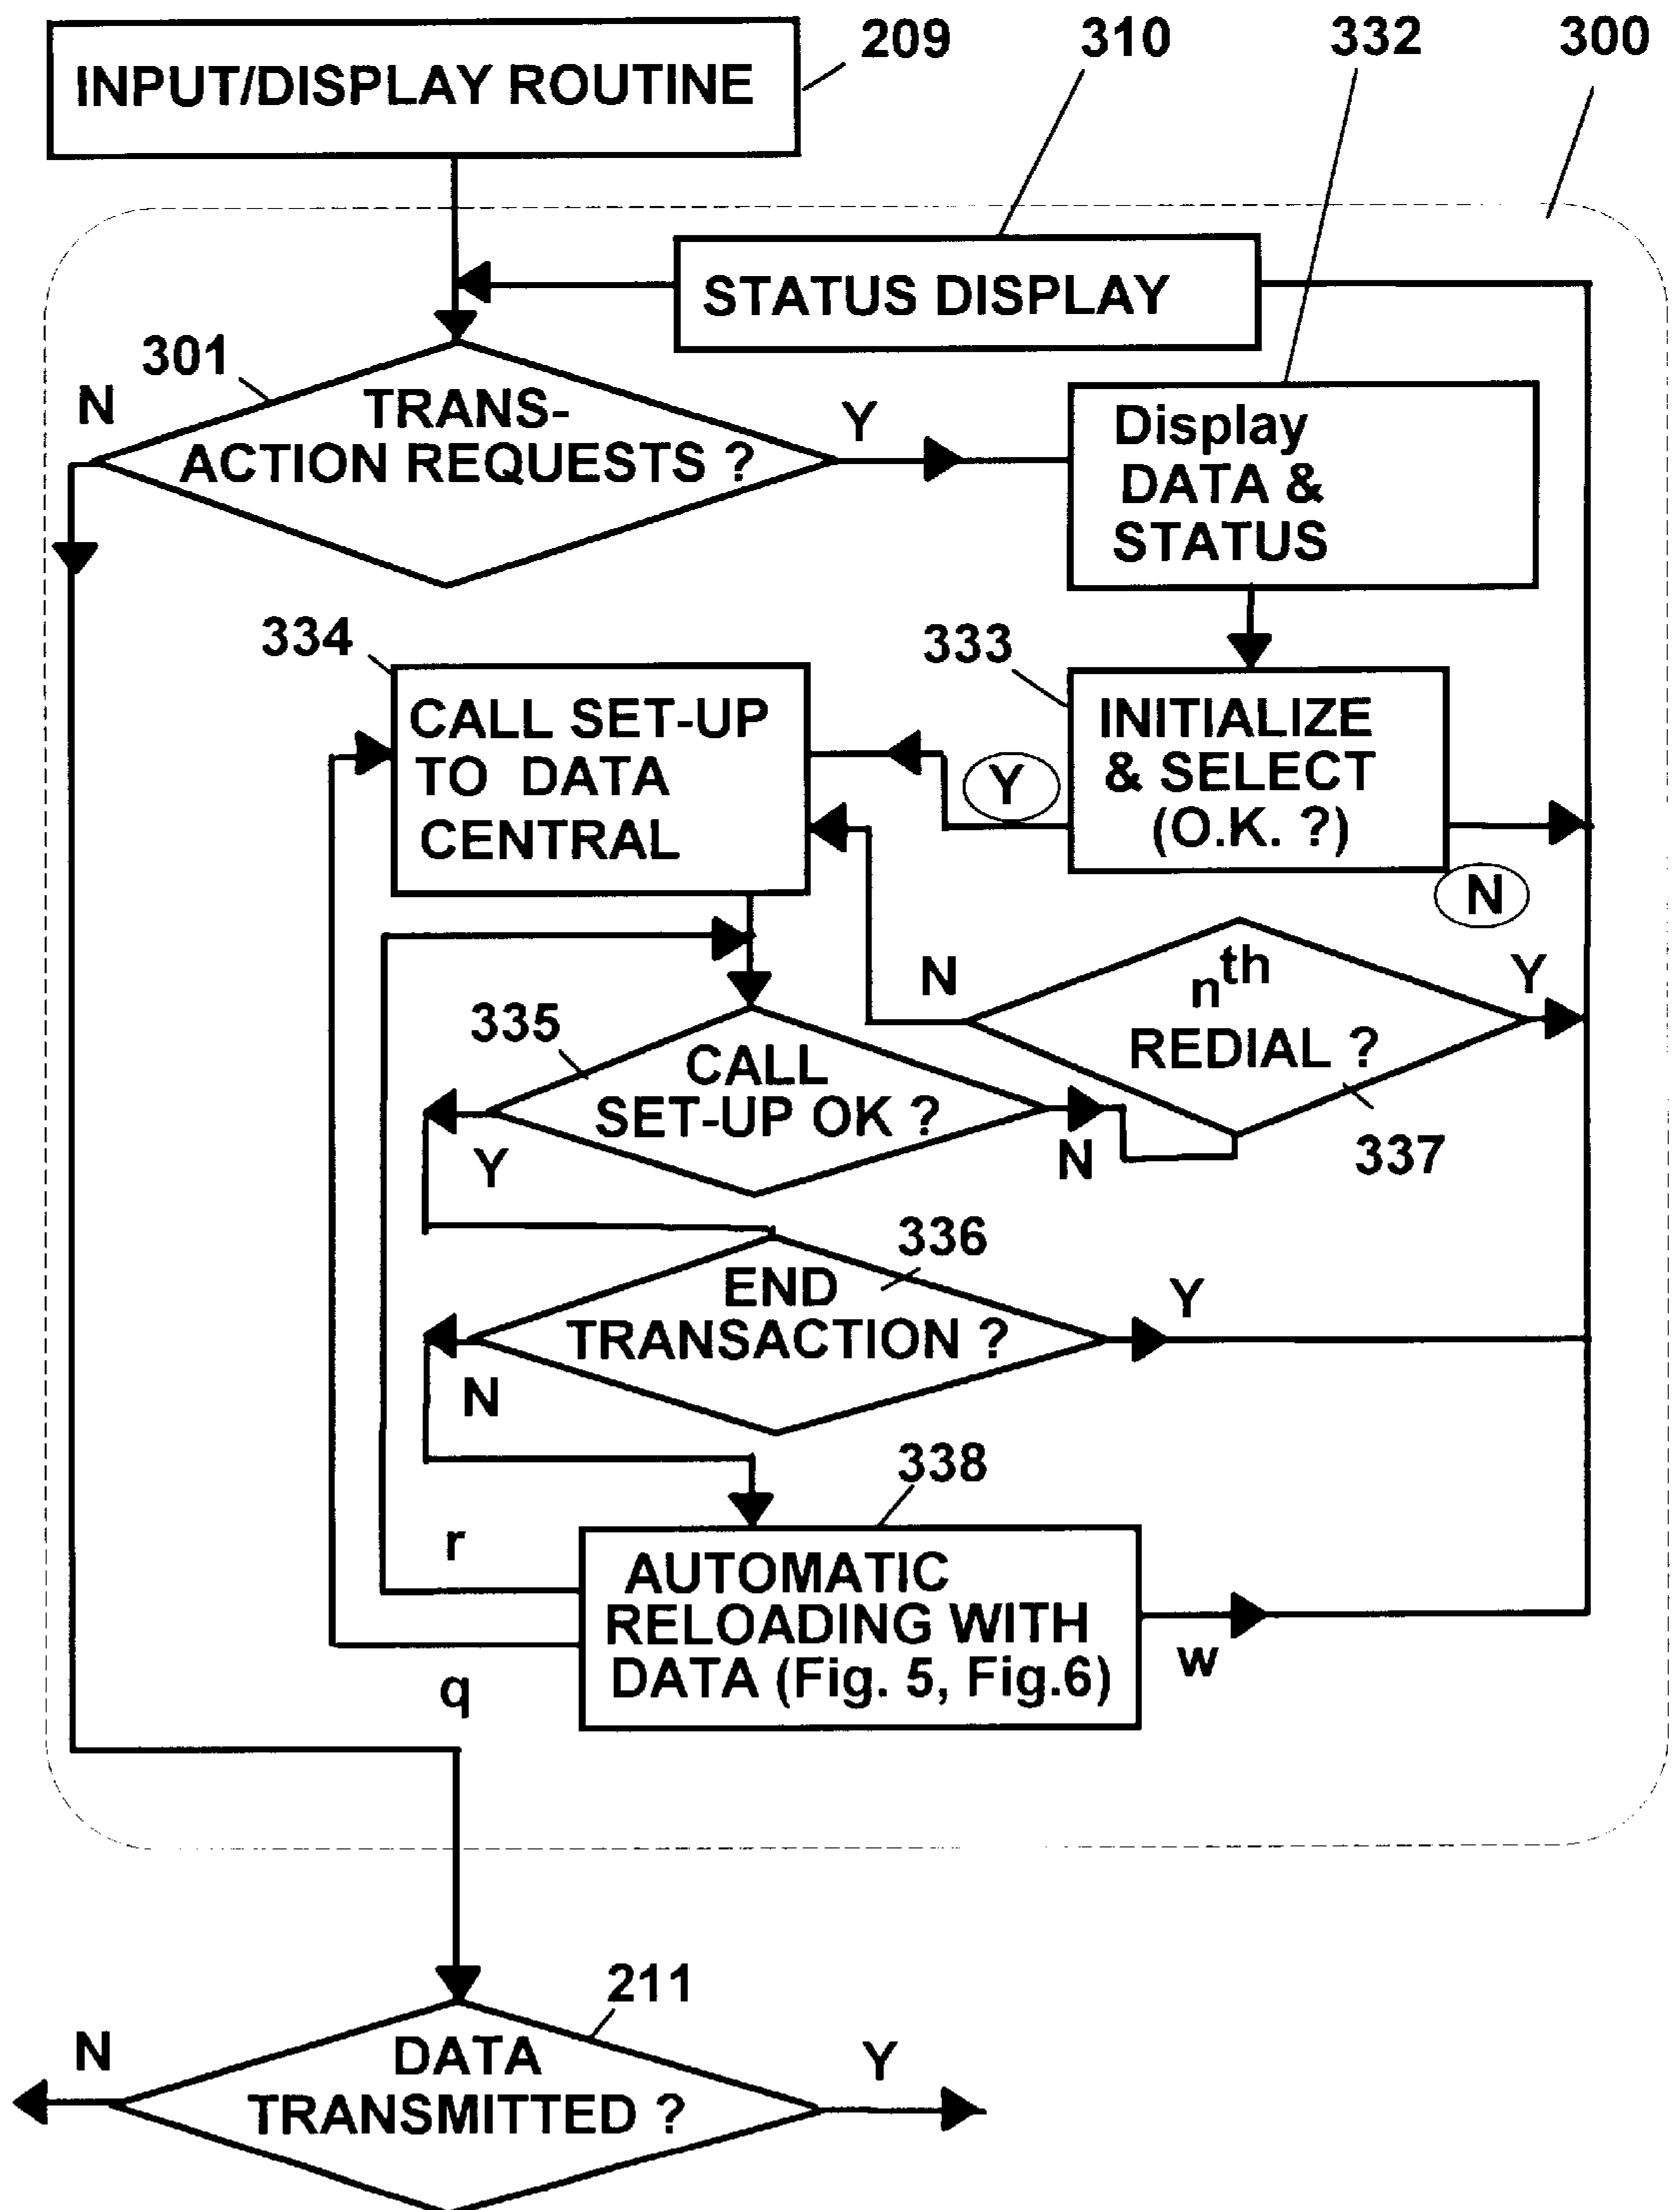 209
310
332
300
INPUT/DISPLAY ROUTINE
STATUS DISPLAY
301
N
TRANS-
ACTION REQUESTS ?
Y
Display
DATA &
STATUS
334
333
CALL SET-UP
TO DATA
CENTRAL
Y
INITIALIZE
& SELECT
(O.K. ?)
N
N
nth
REDIAL ?
Y
335
CALL
SET-UP OK ?
Y
N
337
336
END
TRANSACTION ?
Y
N
338
r
AUTOMATIC
RELOADING WITH
DATA (Fig. 5, Fig.6)
q
w
211
N
DATA
TRANSMITTED ?
Y